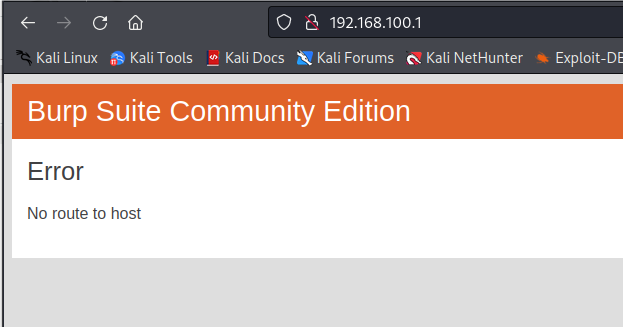 192.168.100.1
Kali Linux Kali Tools Kali Docs Kali Forums Kali NetHunter Exploit-DB
Burp Suite Community Edition
Error
No route to host